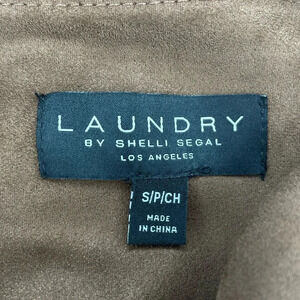 LAUNDRY
BY SHELLI SEGAL
LOS ANGELES
S/P/CH
MADE
IN CHINA